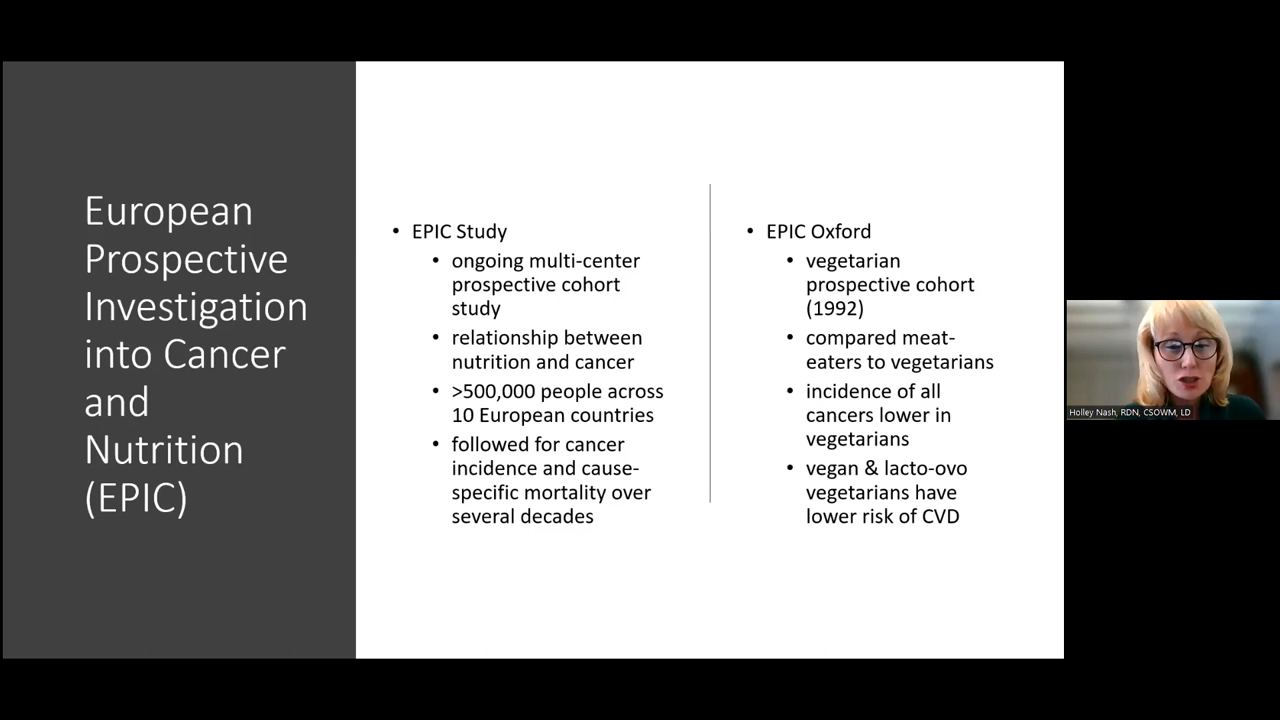 European
Prospective
Investigation
into Cancer
and
Nutrition
(EPIC)
• EPIC Study
• ongoing multi-center
prospective cohort
study
• relationship between
nutrition and cancer
• >500,000 people across
10 European countries
• followed for cancer
incidence and cause-
specific mortality over
several decades
• EPIC Oxford
• vegetarian
prospective cohort
(1992)
• compared meat-
eaters to vegetarians
• incidence of all
cancers lower in
vegetarians
• vegan & lacto-ovo
vegetarians have
lower risk of CVD
Holley Nash, RDN, CSOWM, LD